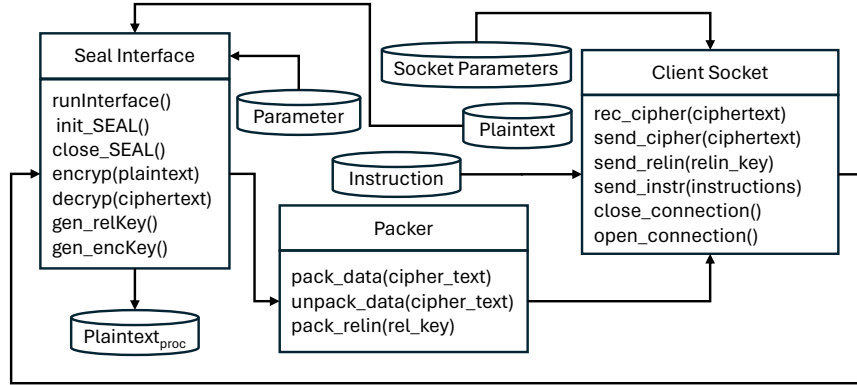 Seal Interface
runInterface()
init_SEAL()
close_SEAL()
encryp(plaintext)
decryp(ciphertext)
gen_relKey()
gen_encKey()
Parameter
Socket Parameters
Plaintext
Instruction
Client Socket
rec_cipher(ciphertext)
send_cipher(ciphertext)
send_relin(relin_key)
send_instr(instructions)
close_connection()
open_connection()
Packer
pack_data(cipher_text)
unpack_data(cipher_text)
pack_relin(rel_key)
Plaintextproc